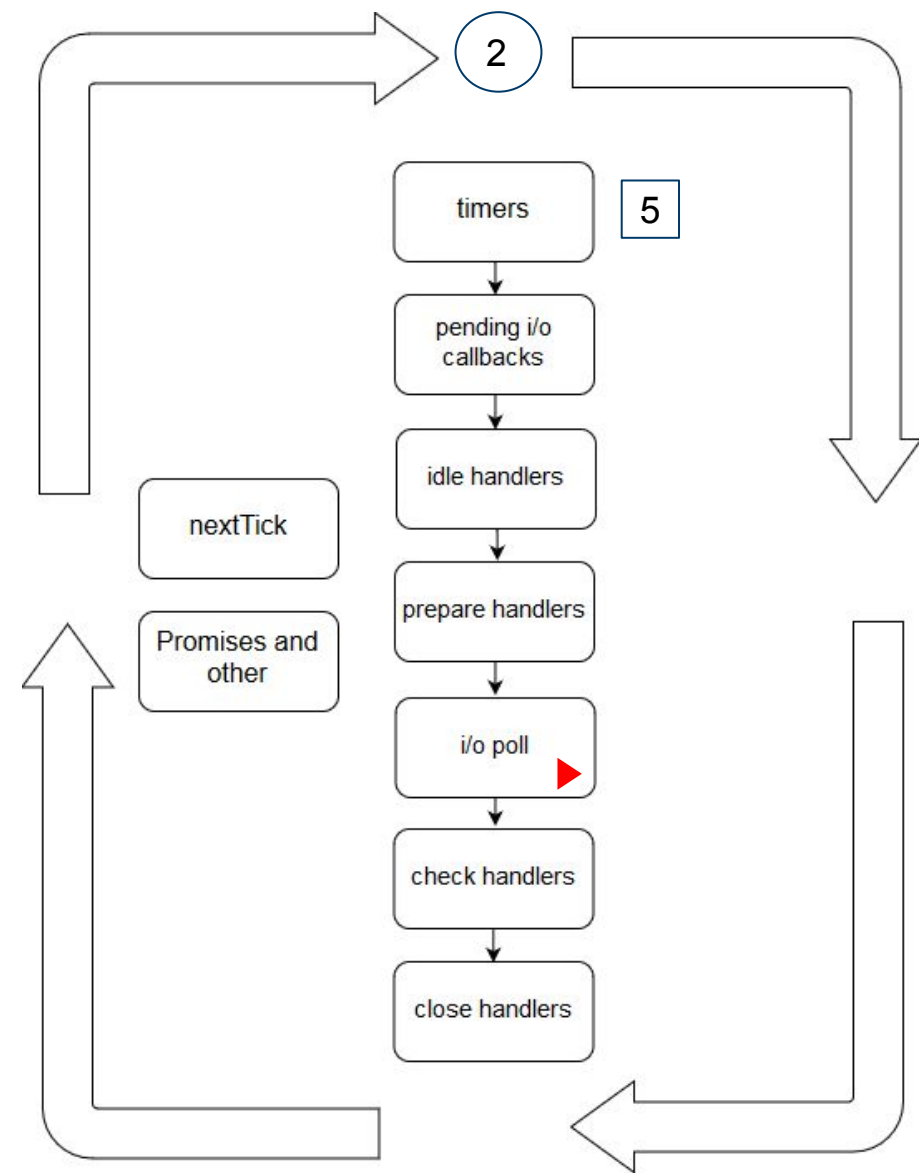 2
timers
5
pending i/o
callbacks
idle handlers
nextTick
prepare handlers
Promises and
other
i/o poll
check handlers
close handlers